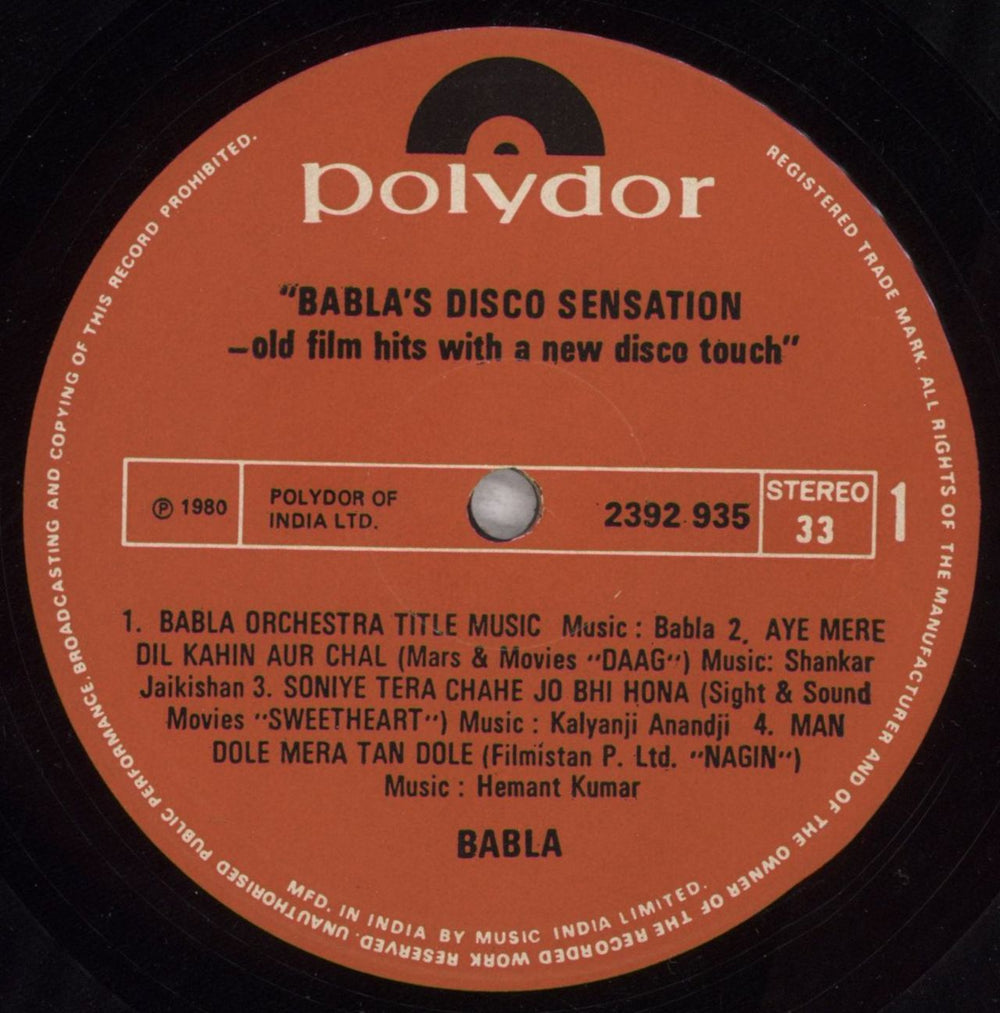 polydor
"BABLA'S DISCO SENSATION
–old film hits with a new disco touch"
℗ 1980
POLYDOR OF
INDIA LTD.
2392 935
STEREO
33
1
1. BABLA ORCHESTRA TITLE MUSIC Music : Babla 2. AYE MERE
DIL KAHIN AUR CHAL (Mars & Movies "DAAG") Music: Shankar
Jaikishan 3. SONIYE TERA CHAHE JO BHI HONA (Sight & Sound
Movies "SWEETHEART") Music : Kalyanji Anandji 4. MAN
DOLE MERA TAN DOLE (Filmistan P. Ltd. "NAGIN")
Music : Hemant Kumar
BABLA
MFD. IN INDIA BY MUSIC INDIA LIMITED.
REGISTERED TRADE MARK. ALL RIGHTS OF THE MANUFACTURER AND OF THE OWNER OF THE RECORDED WORK RESERVED. UNAUTHORISED PUBLIC PERFORMANCE. BROADCASTING AND COPYING OF THIS RECORD PROHIBITED.